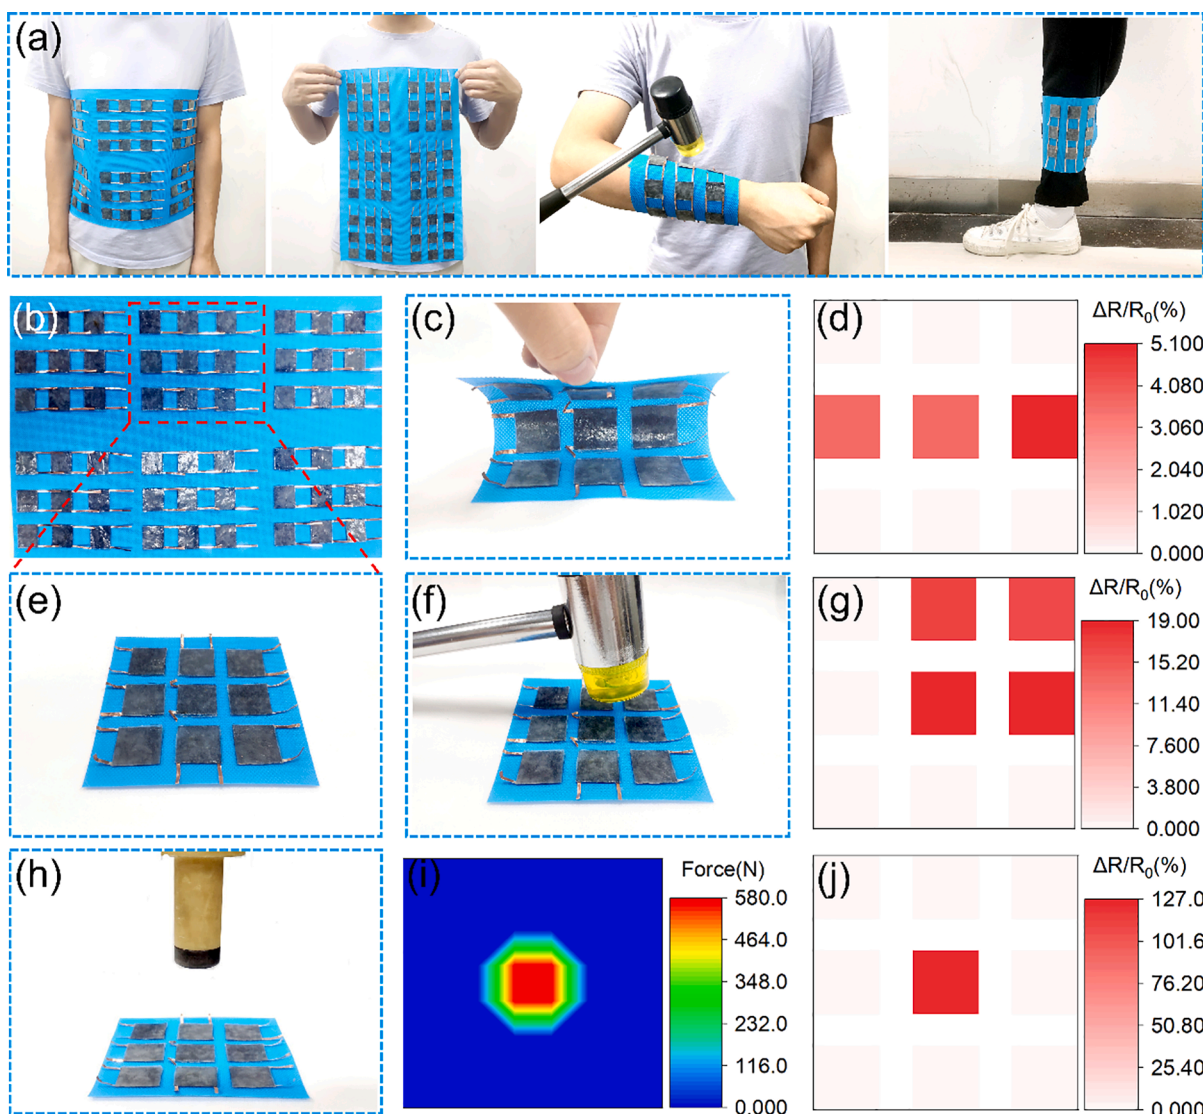 (a)
(b)
(c)
(d)
ΔR/R0(%)
5.100
4.080
3.060
2.040
1.020
0.000
(e)
(f)
(g)
ΔR/R0(%)
19.00
15.20
11.40
7.600
3.800
0.000
(h)
(i)
Force(N)
580.0
464.0
348.0
232.0
116.0
0.000
(j)
ΔR/R0(%)
127.0
101.6
76.20
50.80
25.40
0.000